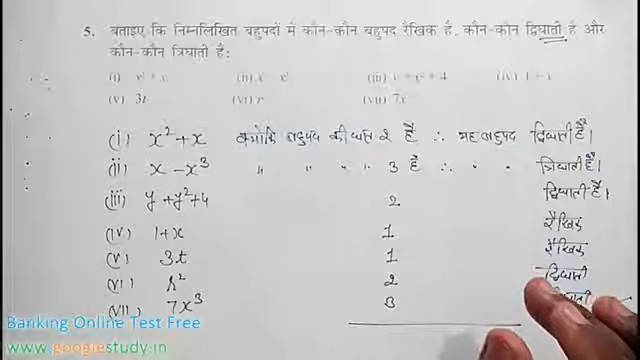 5. बताइए कि निम्नलिखित बहुपदों में कौन-कौन बहुपद रैखिक हैं, कौन-कौन द्विघाती हैं और
कौन-कौन त्रिघाती हैं:
(i) x² + x (ii) x - x³ (iii) y + y² + 4 (iv) 1 + x
(v) 3t (vi) r² (vii) 7x³
(i) x² + x क्योंकि बहुपद की घात 2 है ∴ यह बहुपद द्विघाती है।
(ii) x - x³ " " " " 3 है ∴ " " त्रिघाती है।
(iii) y + y² + 4 2 द्विघाती है।
(iv) 1 + x 1 रैखिक
(v) 3t 1 रैखिक
(vi) r² 2 द्विघाती
(vii) 7x³ 3
Banking Online Test Free
www.googlestudy.in